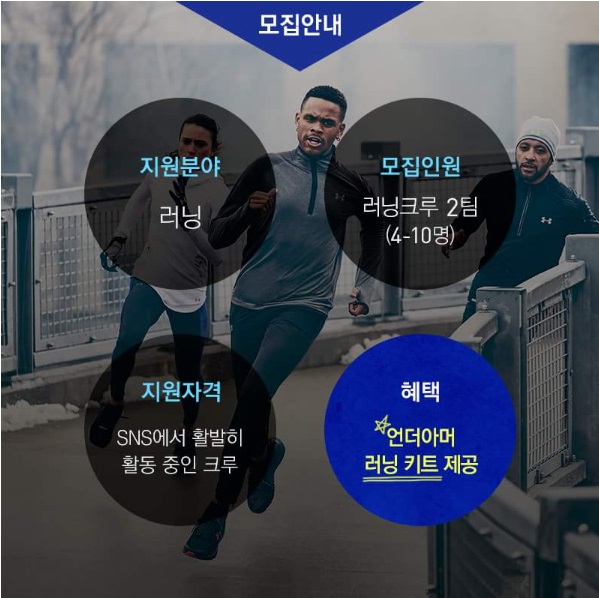 모집안내
지원분야
러닝
모집인원
러닝크루 2팀
(4-10명)
지원자격
SNS에서 활발히
활동 중인 크루
혜택
언더아머
러닝 키트 제공